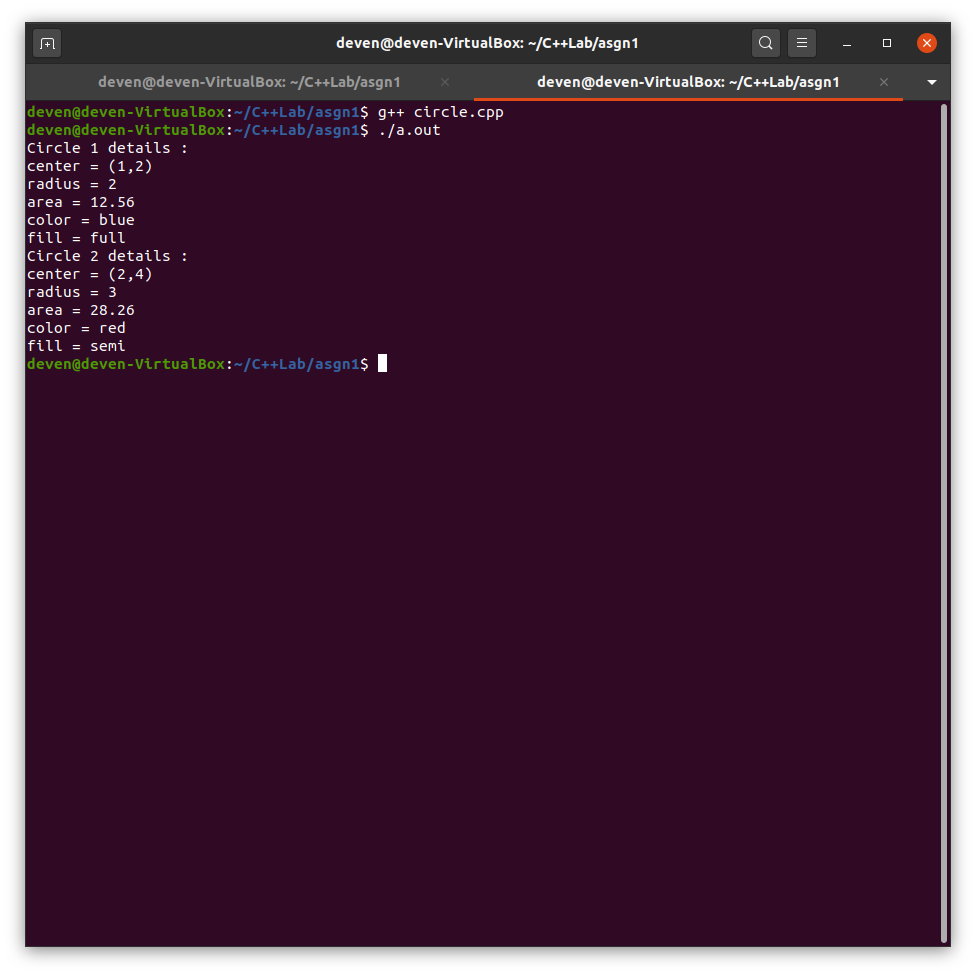 deven@deven-VirtualBox: ~/C++Lab/asgn1
deven@deven-VirtualBox: ~/C++Lab/asgn1
deven@deven-VirtualBox: ~/C++Lab/asgn1
deven@deven-VirtualBox:~/C++Lab/asgn1$ g++ circle.cpp
deven@deven-VirtualBox:~/C++Lab/asgn1$ ./a.out
Circle 1 details :
center = (1,2)
radius = 2
area = 12.56
color = blue
fill = full
Circle 2 details :
center = (2,4)
radius = 3
area = 28.26
color = red
fill = semi
deven@deven-VirtualBox:~/C++Lab/asgn1$